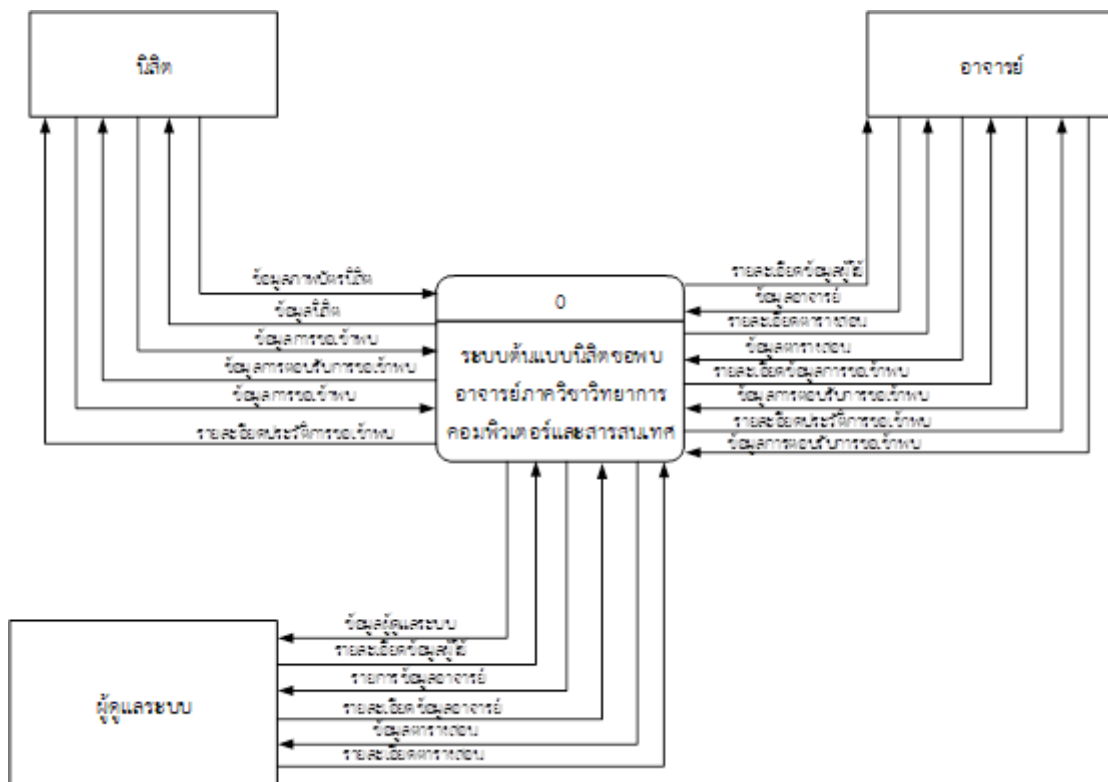 นิสิต
อาจารย์
ข้อมูลภาพบัตรนิสิต
ข้อมูลนิสิต
ข้อมูลการขอเข้าพบ
ข้อมูลการตอบรับการขอเข้าพบ
ข้อมูลการขอเข้าพบ
รายละเอียดประวัติการขอเข้าพบ
0
ระบบต้นแบบนิสิตขอพบ
อาจารย์ภาควิชาวิทยาการ
คอมพิวเตอร์และสารสนเทศ
รายละเอียดข้อมูลผู้ใช้
ข้อมูลอาจารย์
รายละเอียดตารางสอน
ข้อมูลตารางสอน
รายละเอียดข้อมูลการขอเข้าพบ
ข้อมูลการตอบรับการขอเข้าพบ
รายละเอียดประวัติการขอเข้าพบ
ข้อมูลการตอบรับการขอเข้าพบ
ผู้ดูแลระบบ
ข้อมูลผู้ดูแลระบบ
รายละเอียดข้อมูลผู้ใช้
รายการข้อมูลอาจารย์
รายละเอียดข้อมูลอาจารย์
ข้อมูลตารางสอน
รายละเอียดตารางสอน